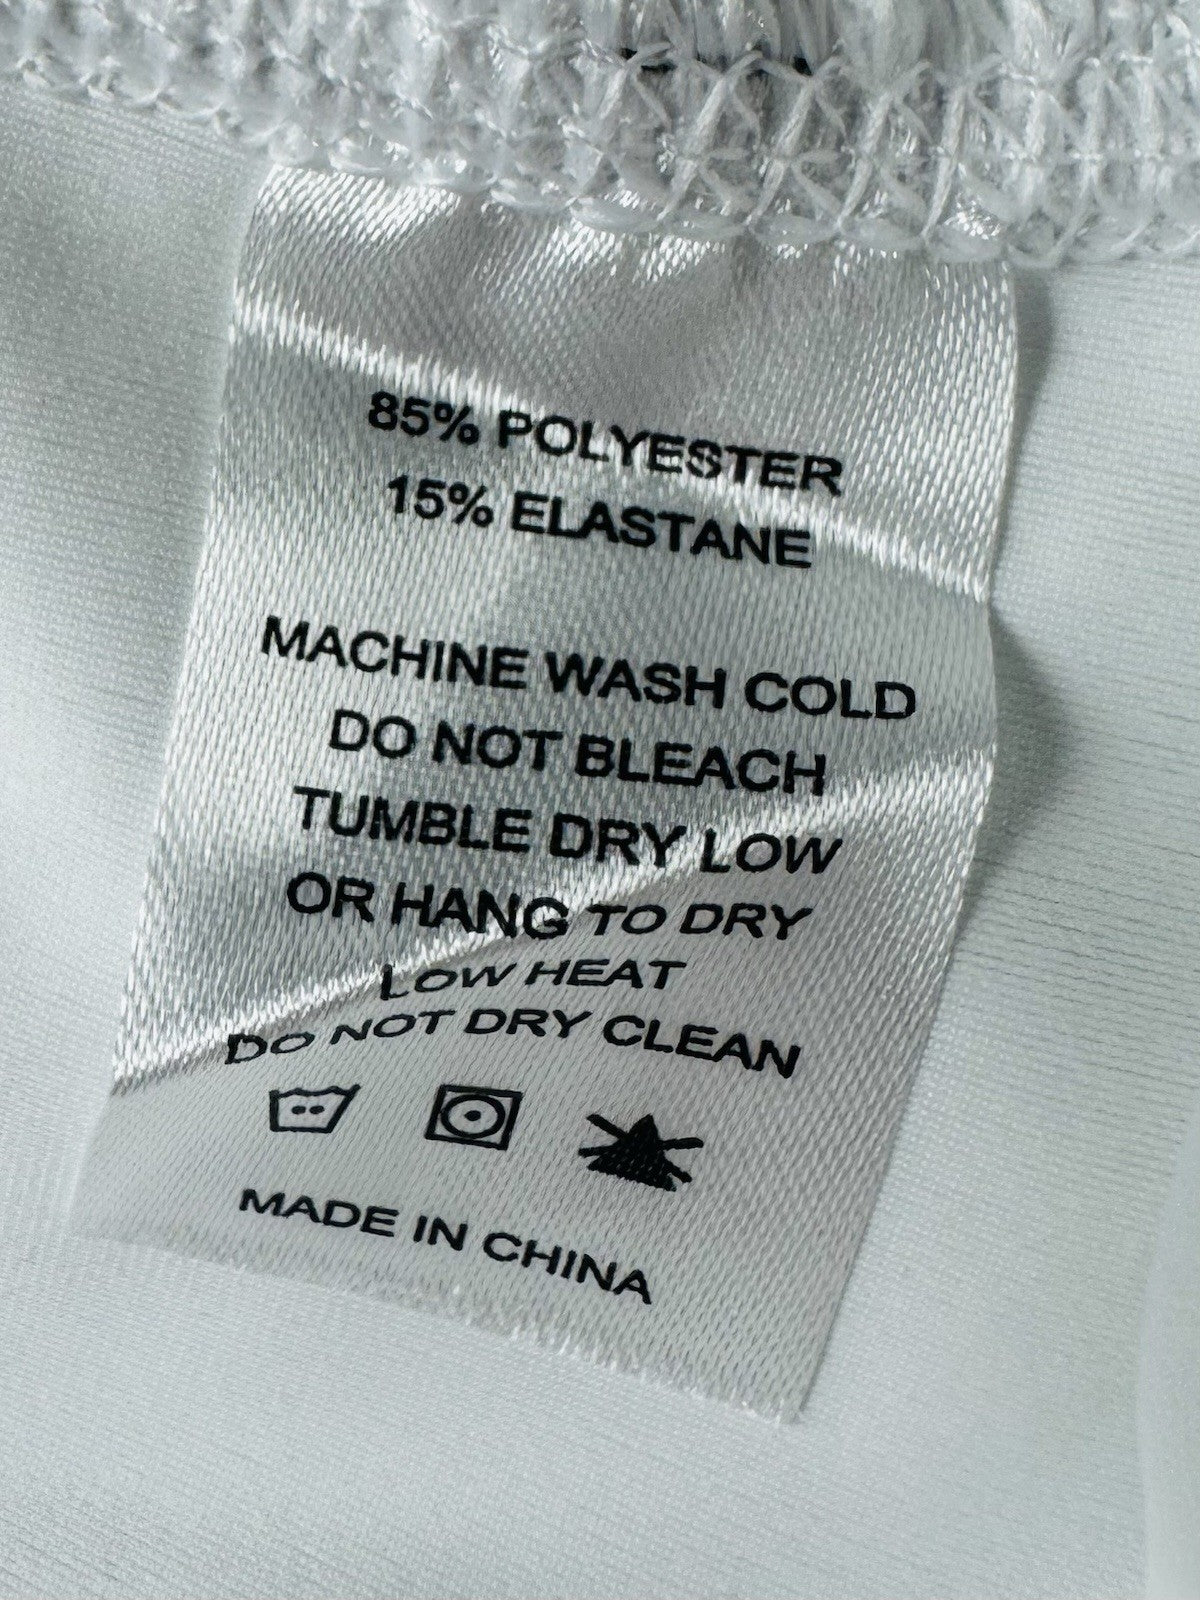 85% POLYESTER
15% ELASTANE
MACHINE WASH COLD
DO NOT BLEACH
TUMBLE DRY LOW
OR HANG TO DRY
LOW HEAT
DO NOT DRY CLEAN
MADE IN CHINA